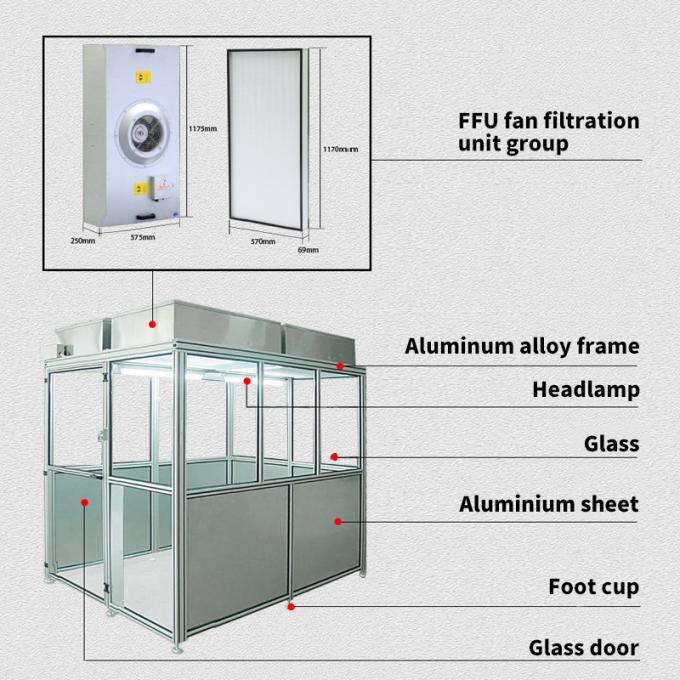 1175mm
1170mm
FFU fan filtration
unit group
250mm
575mm
570mm
69mm
Aluminum alloy frame
Headlamp
Glass
Aluminium sheet
Foot cup
Glass door